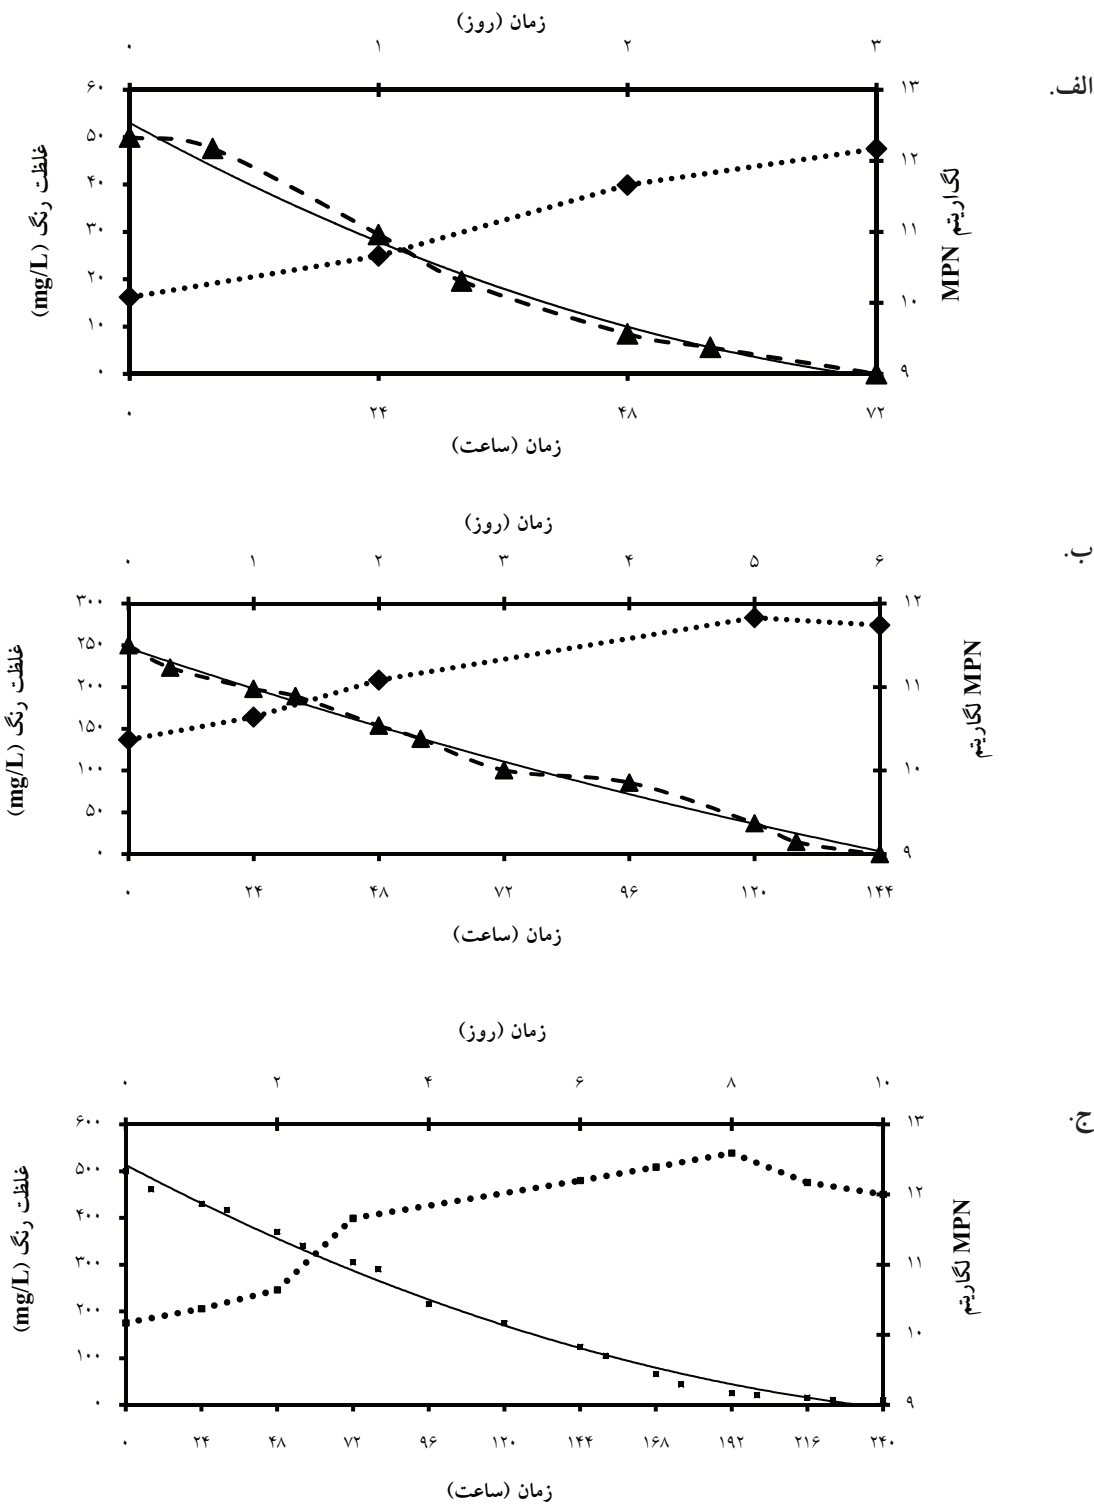 الف.
زمان (روز)
۰ ۱ ۲ ۳
۶۰ ۵۰ ۴۰ ۳۰ ۲۰ ۱۰ ۰
غلظت رنگ (mg/L)
۱۳ ۱۲ ۱۱ ۱۰ ۹
لگاریتم MPN
۰ ۲۴ ۴۸ ۷۲
زمان (ساعت)
ب.
زمان (روز)
۰ ۱ ۲ ۳ ۴ ۵ ۶
۳۰۰ ۲۵۰ ۲۰۰ ۱۵۰ ۱۰۰ ۵۰ ۰
غلظت رنگ (mg/L)
۱۲ ۱۱ ۱۰ ۹
لگاریتم MPN
۰ ۲۴ ۴۸ ۷۲ ۹۶ ۱۲۰ ۱۴۴
زمان (ساعت)
ج.
زمان (روز)
۰ ۲ ۴ ۶ ۸ ۱۰
۶۰۰ ۵۰۰ ۴۰۰ ۳۰۰ ۲۰۰ ۱۰۰ ۰
غلظت رنگ (mg/L)
۱۳ ۱۲ ۱۱ ۱۰ ۹
لگاریتم MPN
۰ ۲۴ ۴۸ ۷۲ ۹۶ ۱۲۰ ۱۴۴ ۱۶۸ ۱۹۲ ۲۱۶ ۲۴۰
زمان (ساعت)